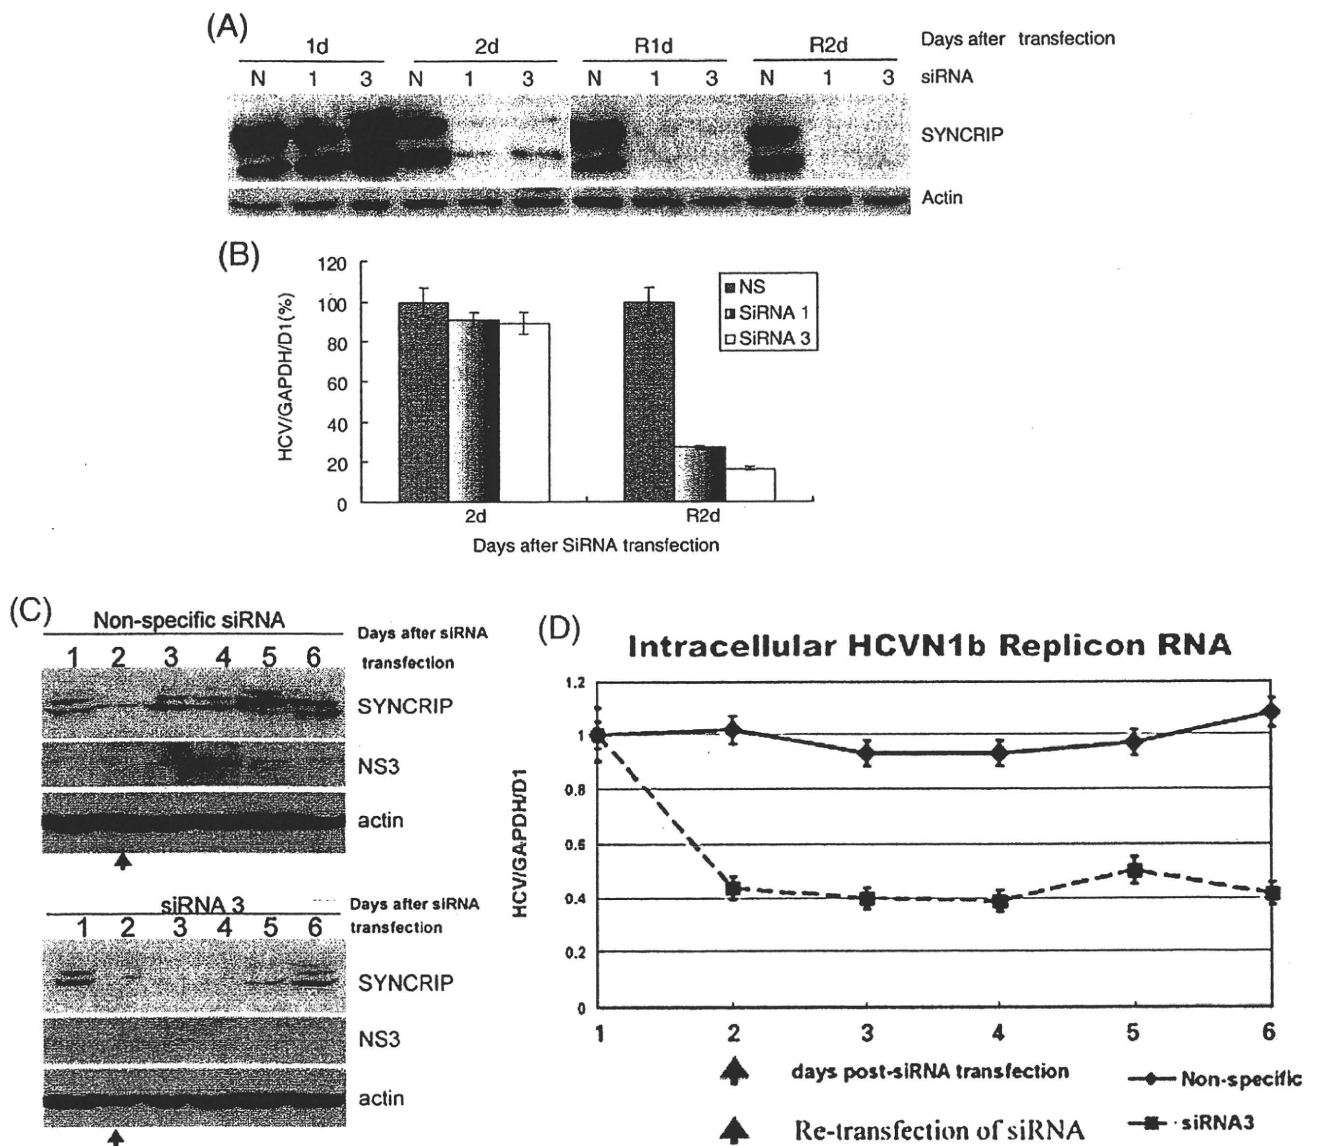 (A)
1d 2d R1d R2d Days after transfection
N 1 3 N 1 3 N 1 3 N 1 3 siRNA
SYNCRIP
Actin
(B)
120
100
80
60
40
20
0
HCV/GAPDH/D1(%)
NS
SiRNA 1
SiRNA 3
2d R2d
Days after SiRNA transfection
(C)
Non-specific siRNA
Days after siRNA
transfection
1 2 3 4 5 6
SYNCRIP
NS3
actin
siRNA 3
Days after siRNA
transfection
1 2 3 4 5 6
SYNCRIP
NS3
actin
(D)
Intracellular HCVN1b Replicon RNA
1.2
1
0.8
0.6
0.4
0.2
0
HCV/GAPDH/D1
1 2 3 4 5 6
days post-siRNA transfection
Non-specific
Re-transfection of siRNA
siRNA3